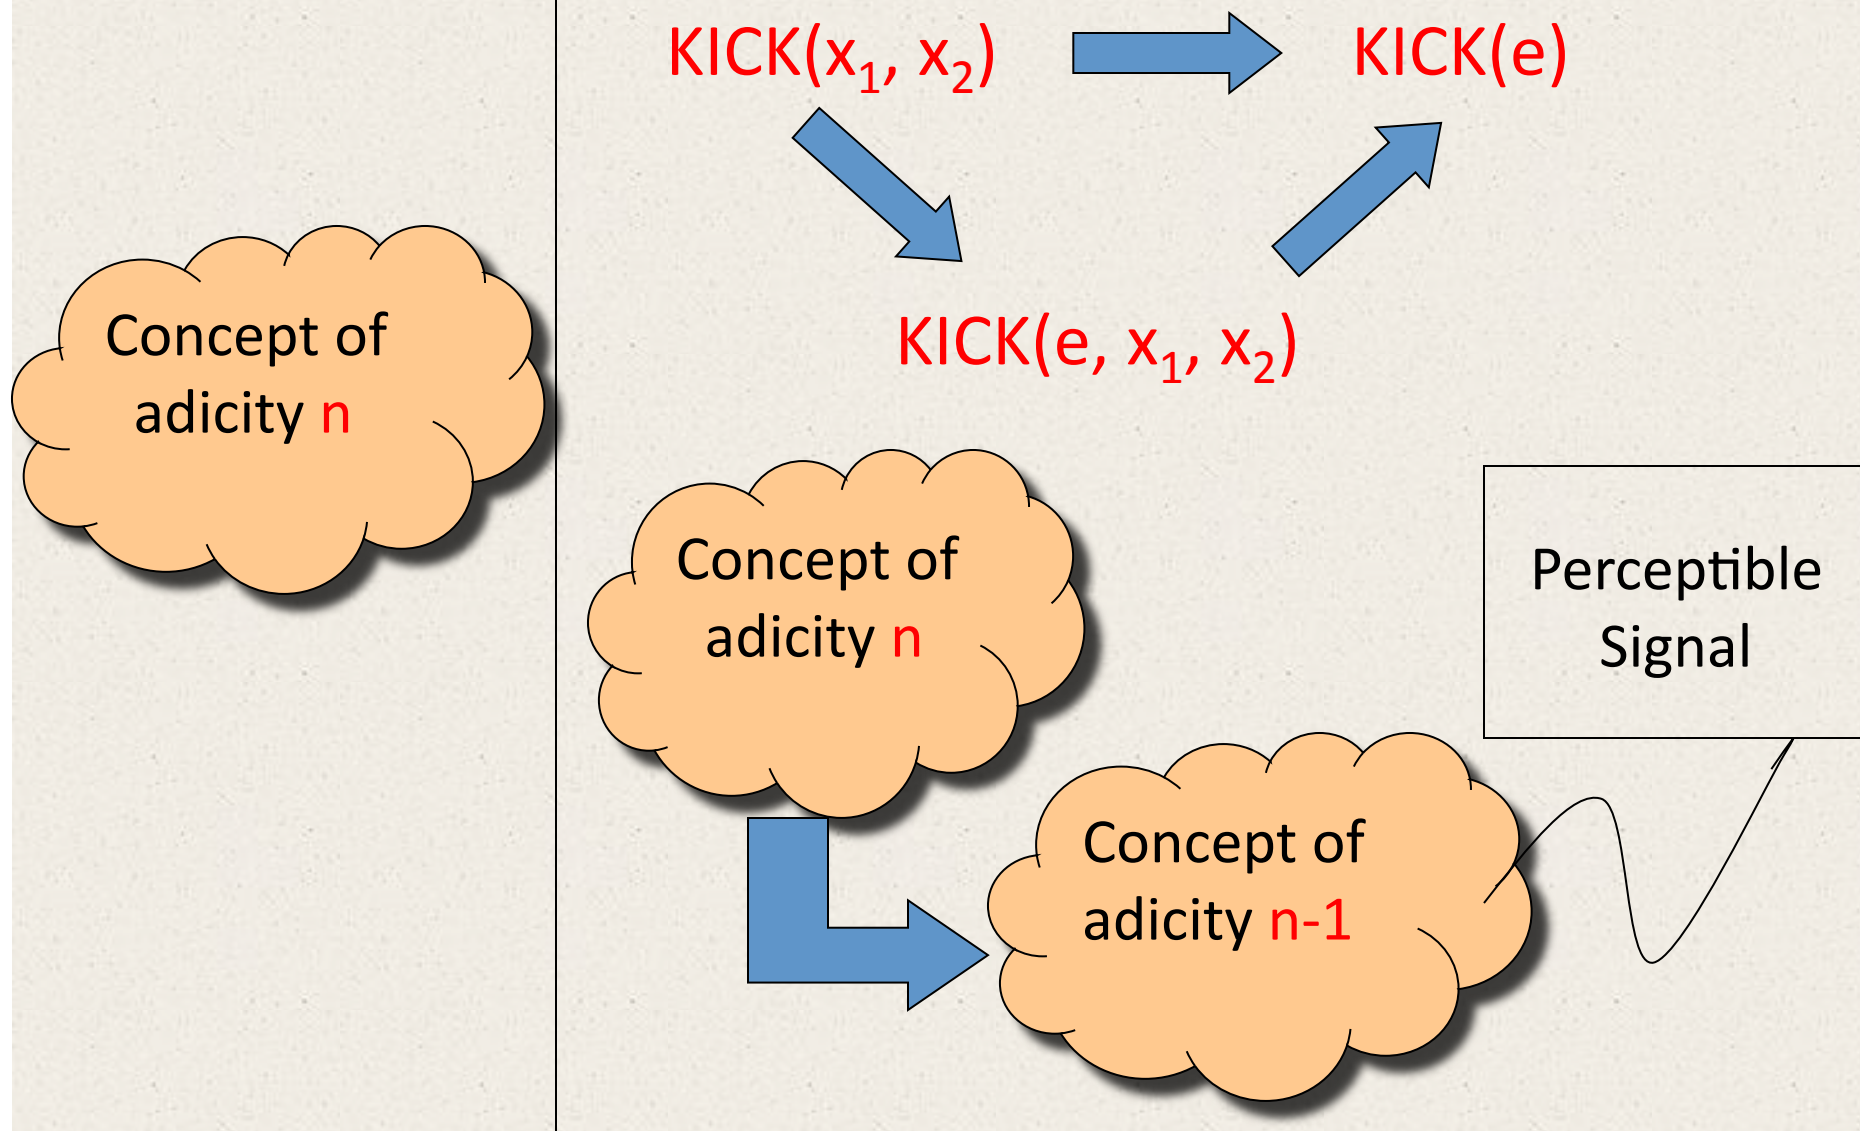 KICK(x₁, x₂)
KICK(e)
KICK(e, x₁, x₂)
Concept of
adicity n
Concept of
adicity n
Perceptible
Signal
Concept of
adicity n-1